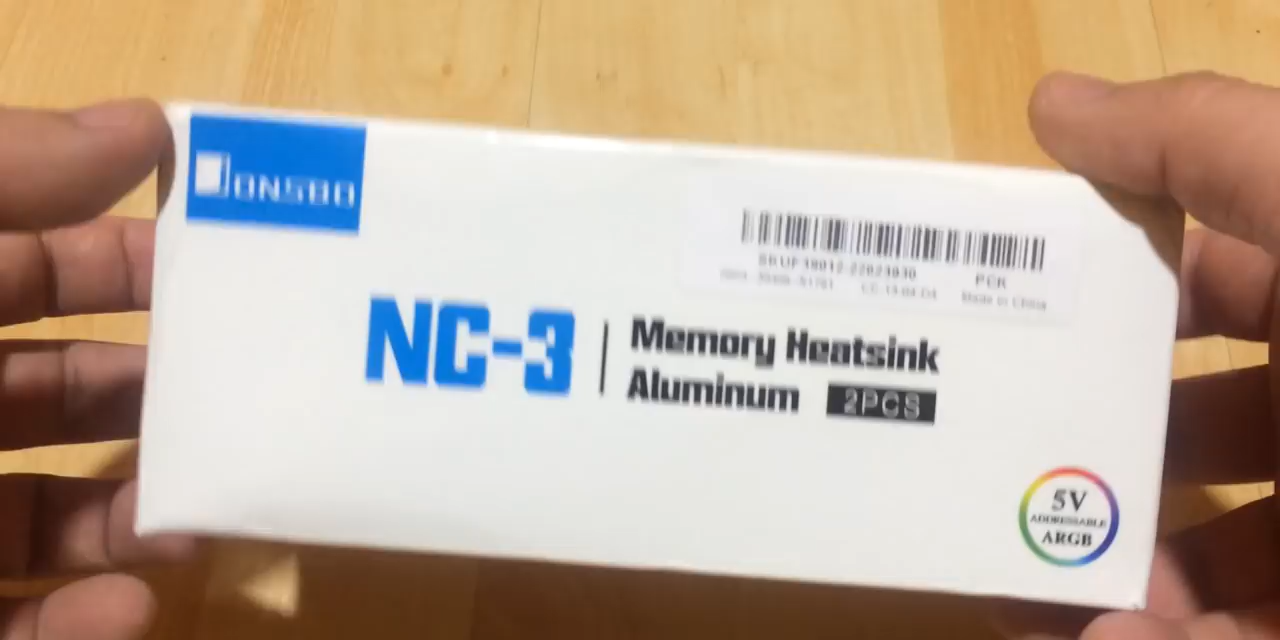 JONSBO
PCR
Made in China
NC-3
Memory Heatsink
Aluminum 2PCS
5V
ADDRESSABLE
ARGB